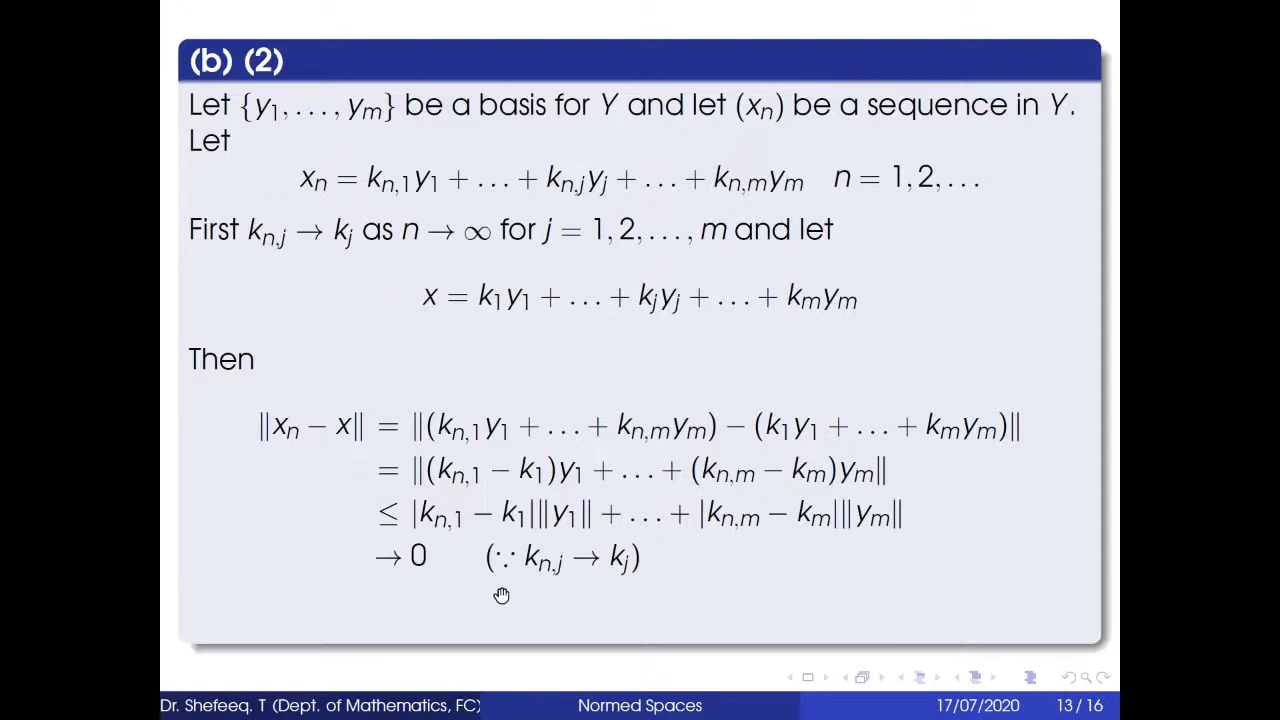 (b) (2)
Let {y₁, . . . , yₘ} be a basis for Y and let (xₙ) be a sequence in Y.
Let
xₙ = kₙ,₁y₁ + . . . + kₙ,ⱼyⱼ + . . . + kₙ,ₘyₘ n = 1, 2, . . .
First kₙ,ⱼ → kⱼ as n → ∞ for j = 1, 2, . . . , m and let
x = k₁y₁ + . . . + kⱼyⱼ + . . . + kₘyₘ
Then
‖xₙ − x‖ = ‖(kₙ,₁y₁ + . . . + kₙ,ₘyₘ) − (k₁y₁ + . . . + kₘyₘ)‖
= ‖(kₙ,₁ − k₁)y₁ + . . . + (kₙ,ₘ − kₘ)yₘ‖
≤ |kₙ,₁ − k₁|‖y₁‖ + . . . + |kₙ,ₘ − kₘ|‖yₘ‖
→ 0 (∵ kₙ,ⱼ → kⱼ)
Dr. Shefeeq. T (Dept. of Mathematics, FC) Normed Spaces 17/07/2020 13 / 16